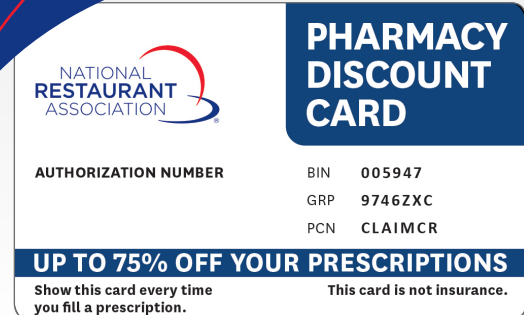 NATIONAL
RESTAURANT
ASSOCIATION®
PHARMACY
DISCOUNT
CARD
AUTHORIZATION NUMBER
BIN 005947
GRP 9746ZXC
PCN CLAIMCR
UP TO 75% OFF YOUR PRESCRIPTIONS
Show this card every time
you fill a prescription.
This card is not insurance.